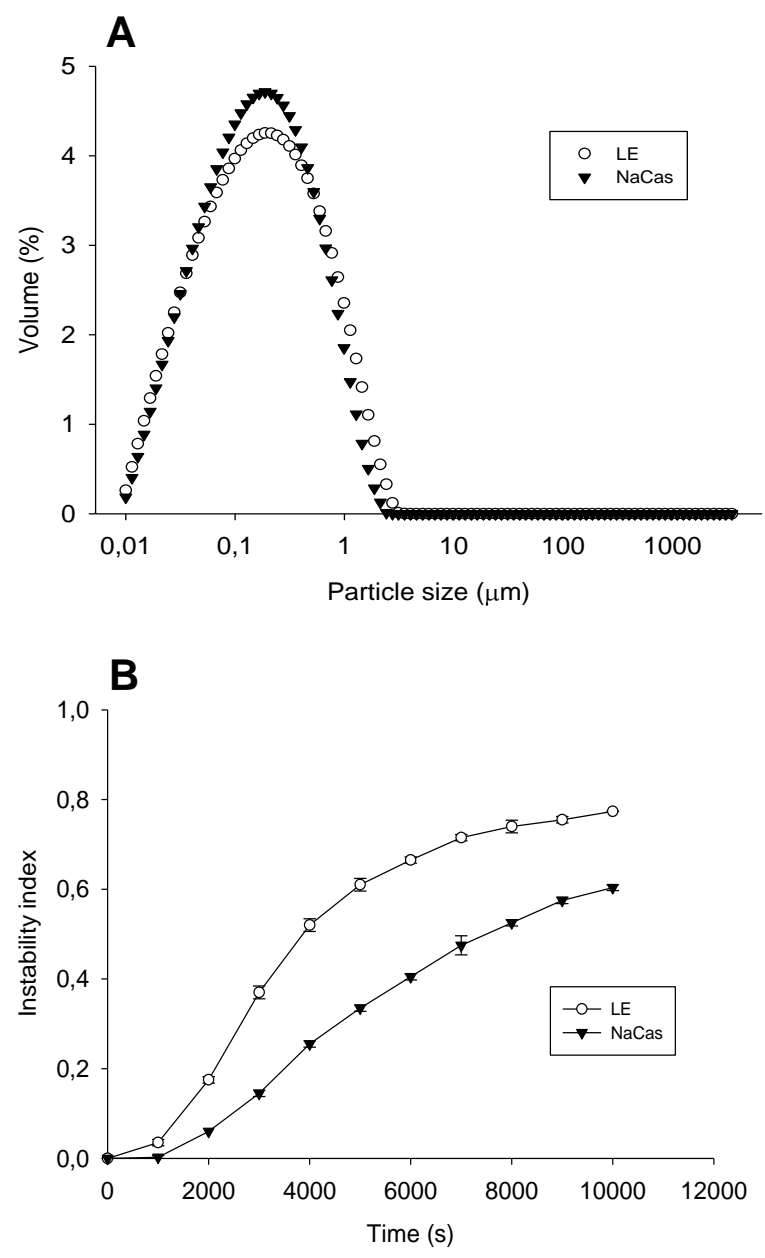 A
5
4
3
2
1
0
Volume (%)
LE
NaCas
0,01 0,1 1 10 100 1000
Particle size (μm)
B
1,0
0,8
0,6
0,4
0,2
0,0
Instability index
LE
NaCas
0 2000 4000 6000 8000 10000 12000
Time (s)